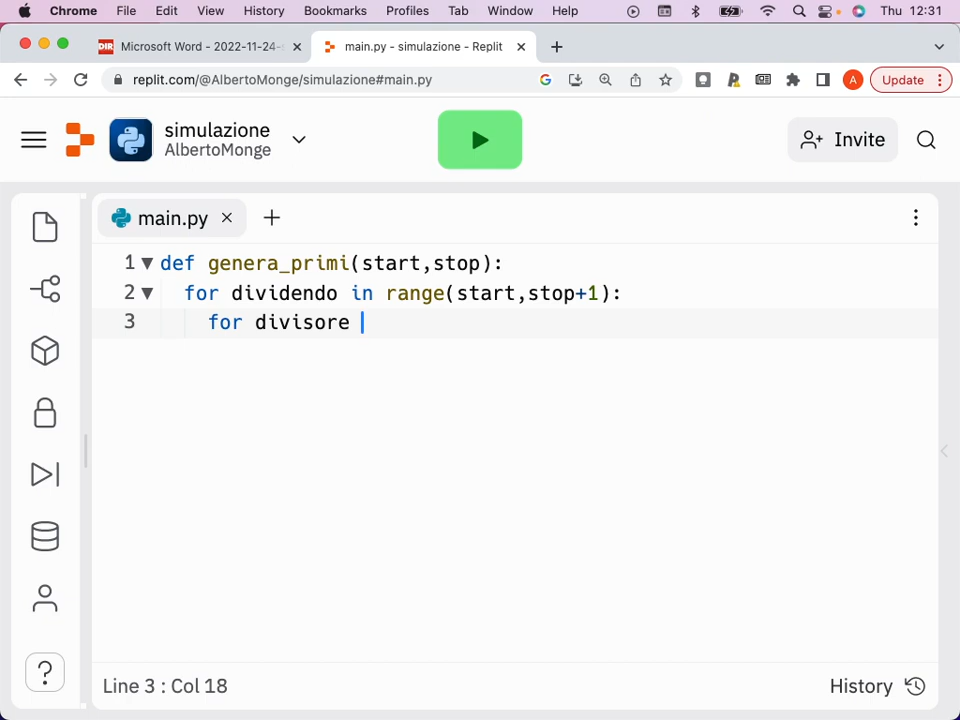 Chrome File Edit View History Bookmarks Profiles Tab Window Help Thu 12:31
DIR Microsoft Word - 2022-11-24- main.py - simulazione - Replit
replit.com/@AlbertoMonge/simulazione#main.py A Update
simulazione
AlbertoMonge
Invite
main.py
1 def genera_primi(start,stop):
2 for dividendo in range(start,stop+1):
3 for divisore
?
Line 3 : Col 18 History